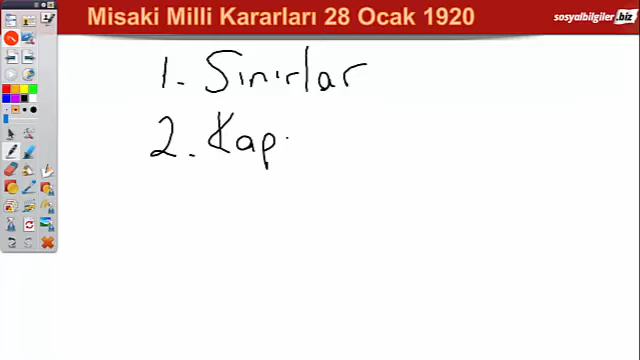 Misaki Milli Kararları 28 Ocak 1920
sosyalbilgiler.biz
1. Sınırlar
2. Kap